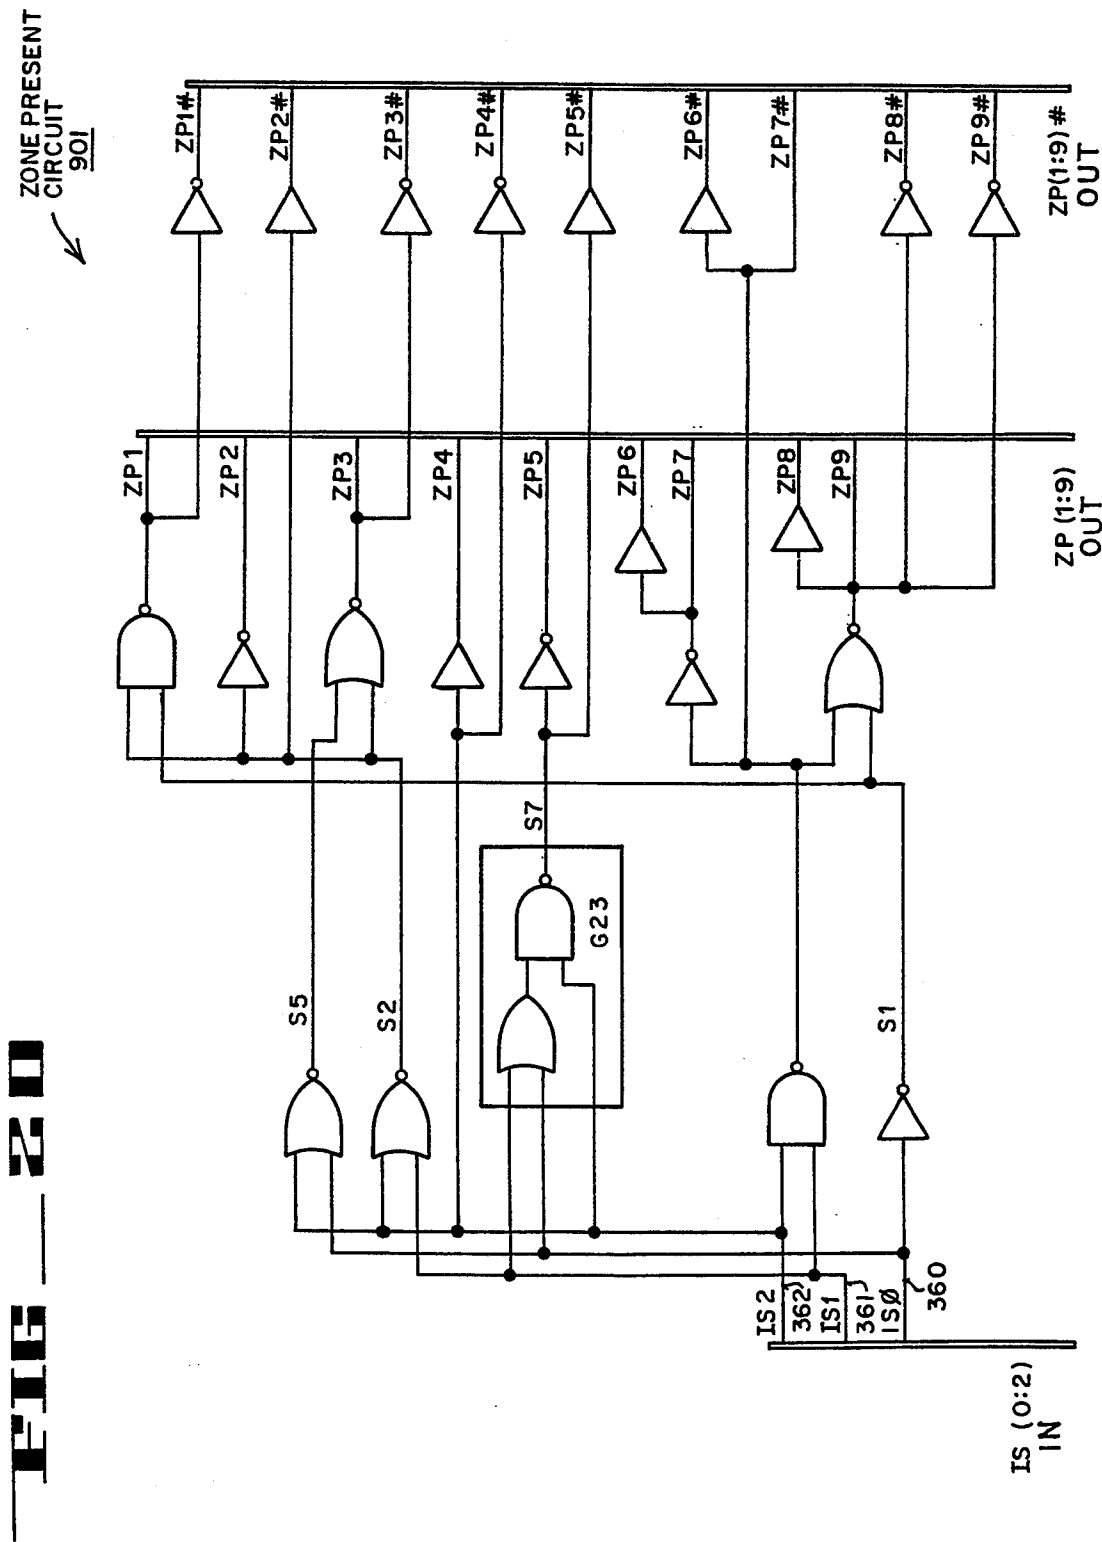 FIG_20
ZONE PRESENT
CIRCUIT
901
IS (0:2)
IN
IS2
362
IS1
361
ISØ
360
S5
S2
S1
G23
S7
ZP1
ZP2
ZP3
ZP4
ZP5
ZP6
ZP7
ZP8
ZP9
ZP (1:9)
OUT
ZP1#
ZP2#
ZP3#
ZP4#
ZP5#
ZP6#
ZP7#
ZP8#
ZP9#
ZP(1:9)#
OUT